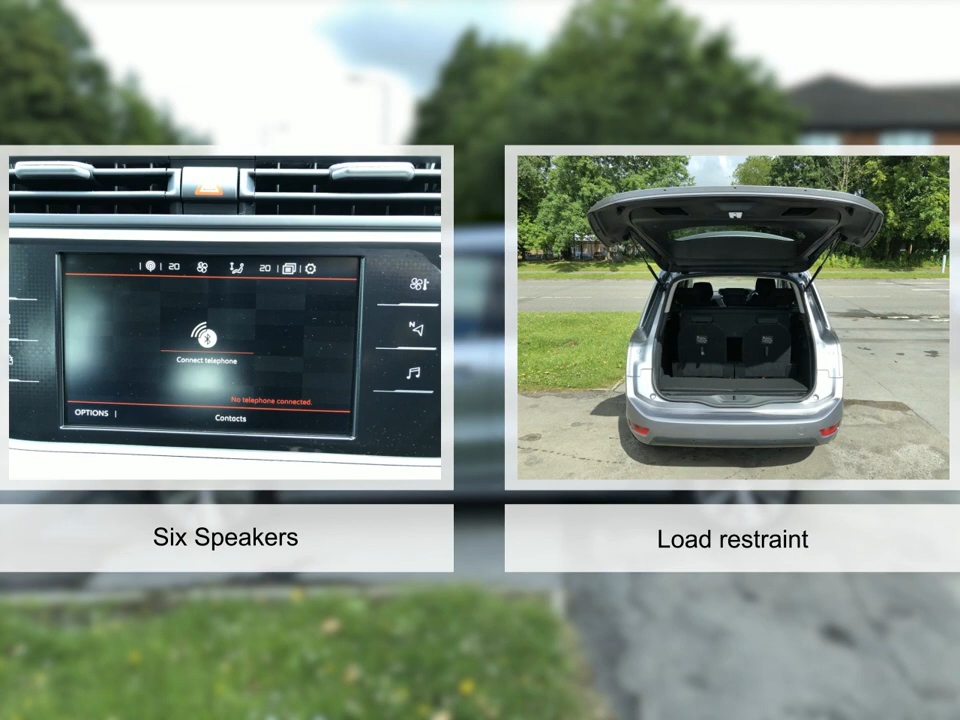 20
20
N
Connect telephone
No telephone connected.
OPTIONS
Contacts
Six Speakers
Load restraint